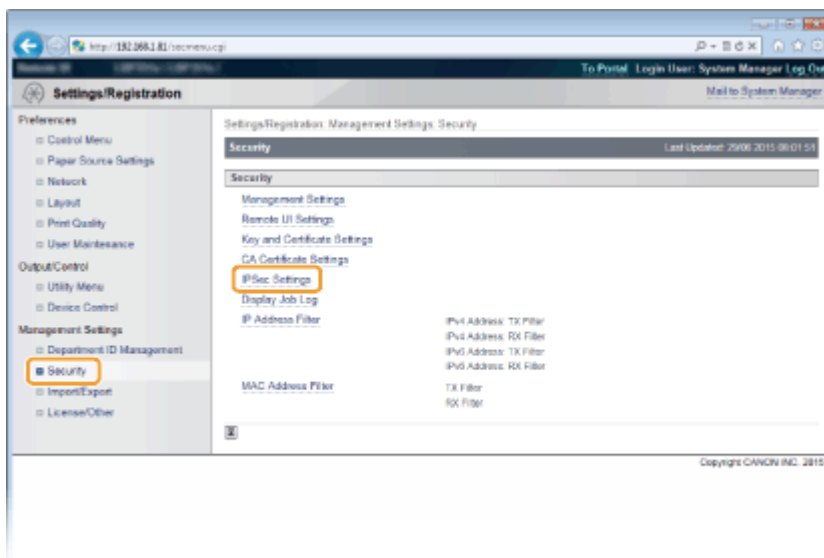 http://192.168.1.81/secmenu.cgi
To Portal Login User: System Manager Log Ou
Settings/Registration
Mail to System Manager
Preferences
Control Menu
Paper Source Settings
Network
Layout
Print Quality
User Maintenance
Output/Control
Utility Menu
Device Control
Management Settings
Department ID Management
Security
Import/Export
License/Other
Settings/Registration: Management Settings: Security
Security
Last Updated: 29/06 2015 08:01:51
Security
Management Settings
Remote UI Settings
Key and Certificate Settings
CA Certificate Settings
IPSec Settings
Display Job Log
IP Address Filter
IPv4 Address: TX Filter
IPv4 Address: RX Filter
IPv6 Address: TX Filter
IPv6 Address: RX Filter
MAC Address Filter
TX Filter
RX Filter
Copyright CANON INC. 2015